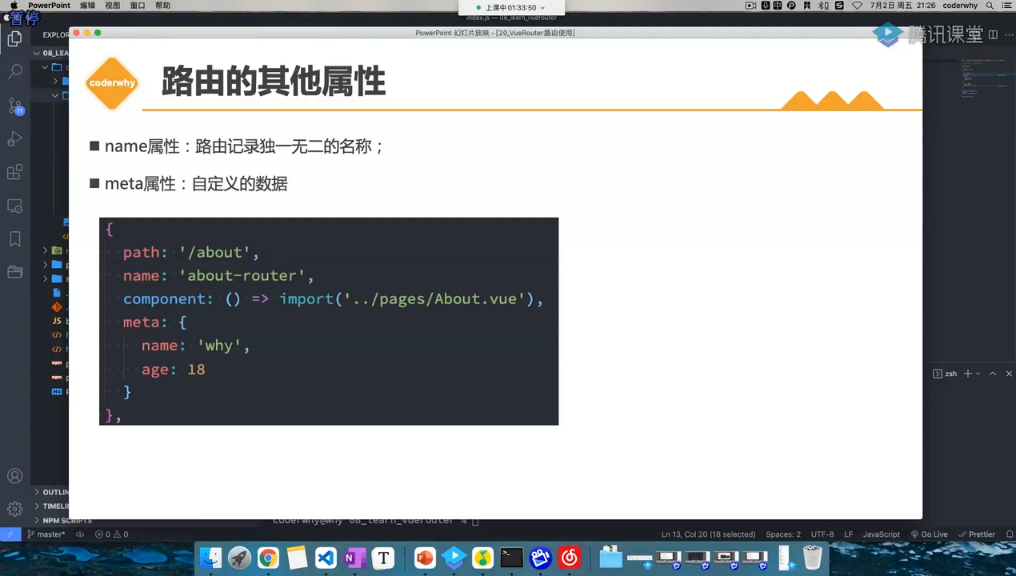 PowerPoint 编辑 视图 窗口 帮助
上课中 01:33:50
7月2日 周五 21:26 coderwhy
暂停
index.js — 08_learn_vuerouter
腾讯课堂
PowerPoint 幻灯片放映 - [20_VueRouter路由使用]
coderwhy
路由的其他属性
name属性：路由记录独一无二的名称；
meta属性：自定义的数据
{
path: '/about',
name: 'about-router',
component: () => import('../pages/About.vue'),
meta: {
name: 'why',
age: 18
}
},
zsh
OUTLIN
TIMELI
NPM SCRIPTS
coderwhy@why 08_learn_vuerouter %
master*
0
0
Ln 13, Col 20 (18 selected)
Spaces: 2
UTF-8
LF
JavaScript
Go Live
Prettier